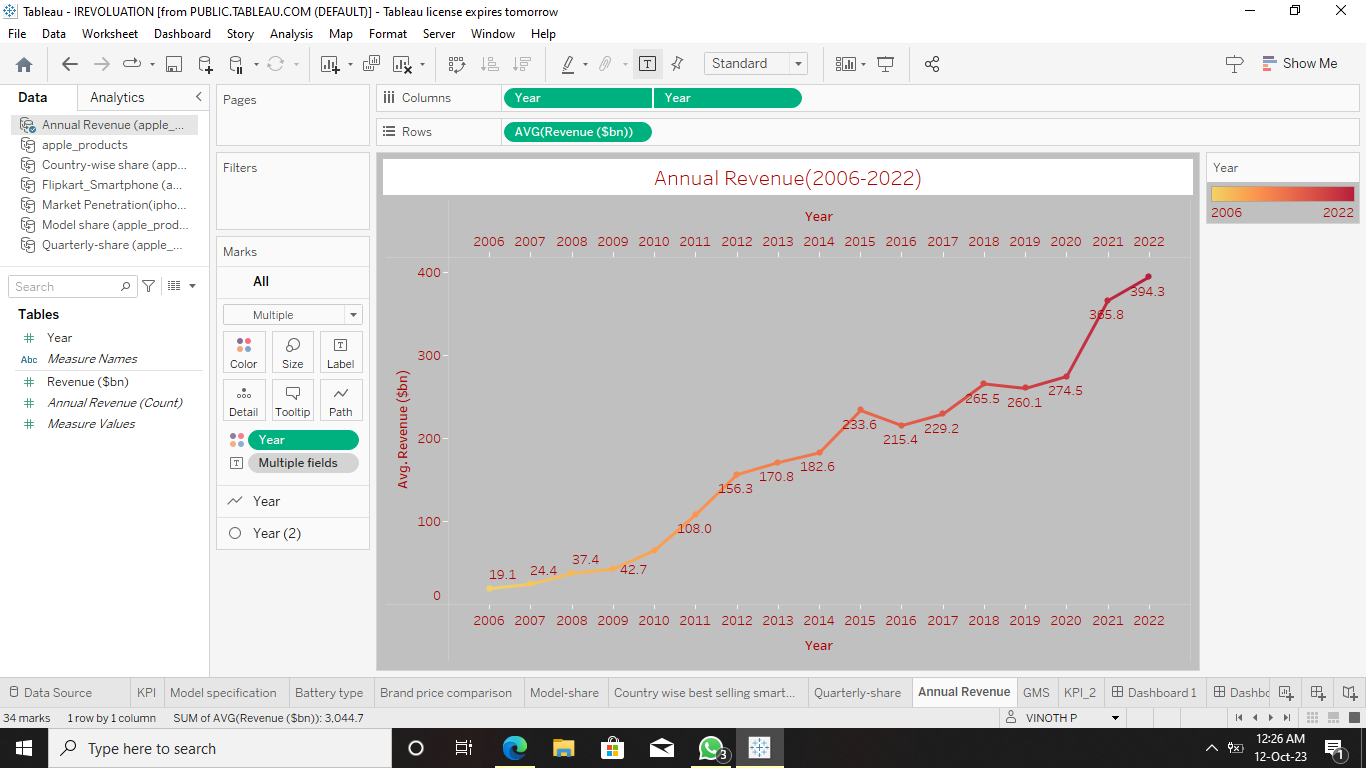 Tableau - IREVOLUATION [from PUBLIC.TABLEAU.COM (DEFAULT)] - Tableau license expires tomorrow
File Data Worksheet Dashboard Story Analysis Map Format Server Window Help
Standard
Show Me
Data Analytics
Annual Revenue (apple_...
apple_products
Country-wise share (app...
Flipkart_Smartphone (a...
Market Penetration(ipho...
Model share (apple_prod...
Quarterly-share (apple_...
Search
Tables
Year
Abc Measure Names
Revenue ($bn)
Annual Revenue (Count)
Measure Values
Pages
Filters
Marks
All
Multiple
Color Size Label
Detail Tooltip Path
Year
Multiple fields
Year
Year (2)
Columns Year Year
Rows AVG(Revenue ($bn))
Annual Revenue(2006-2022)
Year
2006 2007 2008 2009 2010 2011 2012 2013 2014 2015 2016 2017 2018 2019 2020 2021 2022
400
300
200
100
0
Avg. Revenue ($bn)
19.1
24.4
37.4
42.7
108.0
156.3
170.8
182.6
233.6
215.4
229.2
265.5
260.1
274.5
365.8
394.3
2006 2007 2008 2009 2010 2011 2012 2013 2014 2015 2016 2017 2018 2019 2020 2021 2022
Year
Year
2006 2022
Data Source KPI Model specification Battery type Brand price comparison Model-share Country wise best selling smart... Quarterly-share Annual Revenue GMS KPI_2 Dashboard 1 Dashbo
34 marks 1 row by 1 column SUM of AVG(Revenue ($bn)): 3,044.7 VINOTH P
Type here to search
3
12:26 AM
12-Oct-23
1